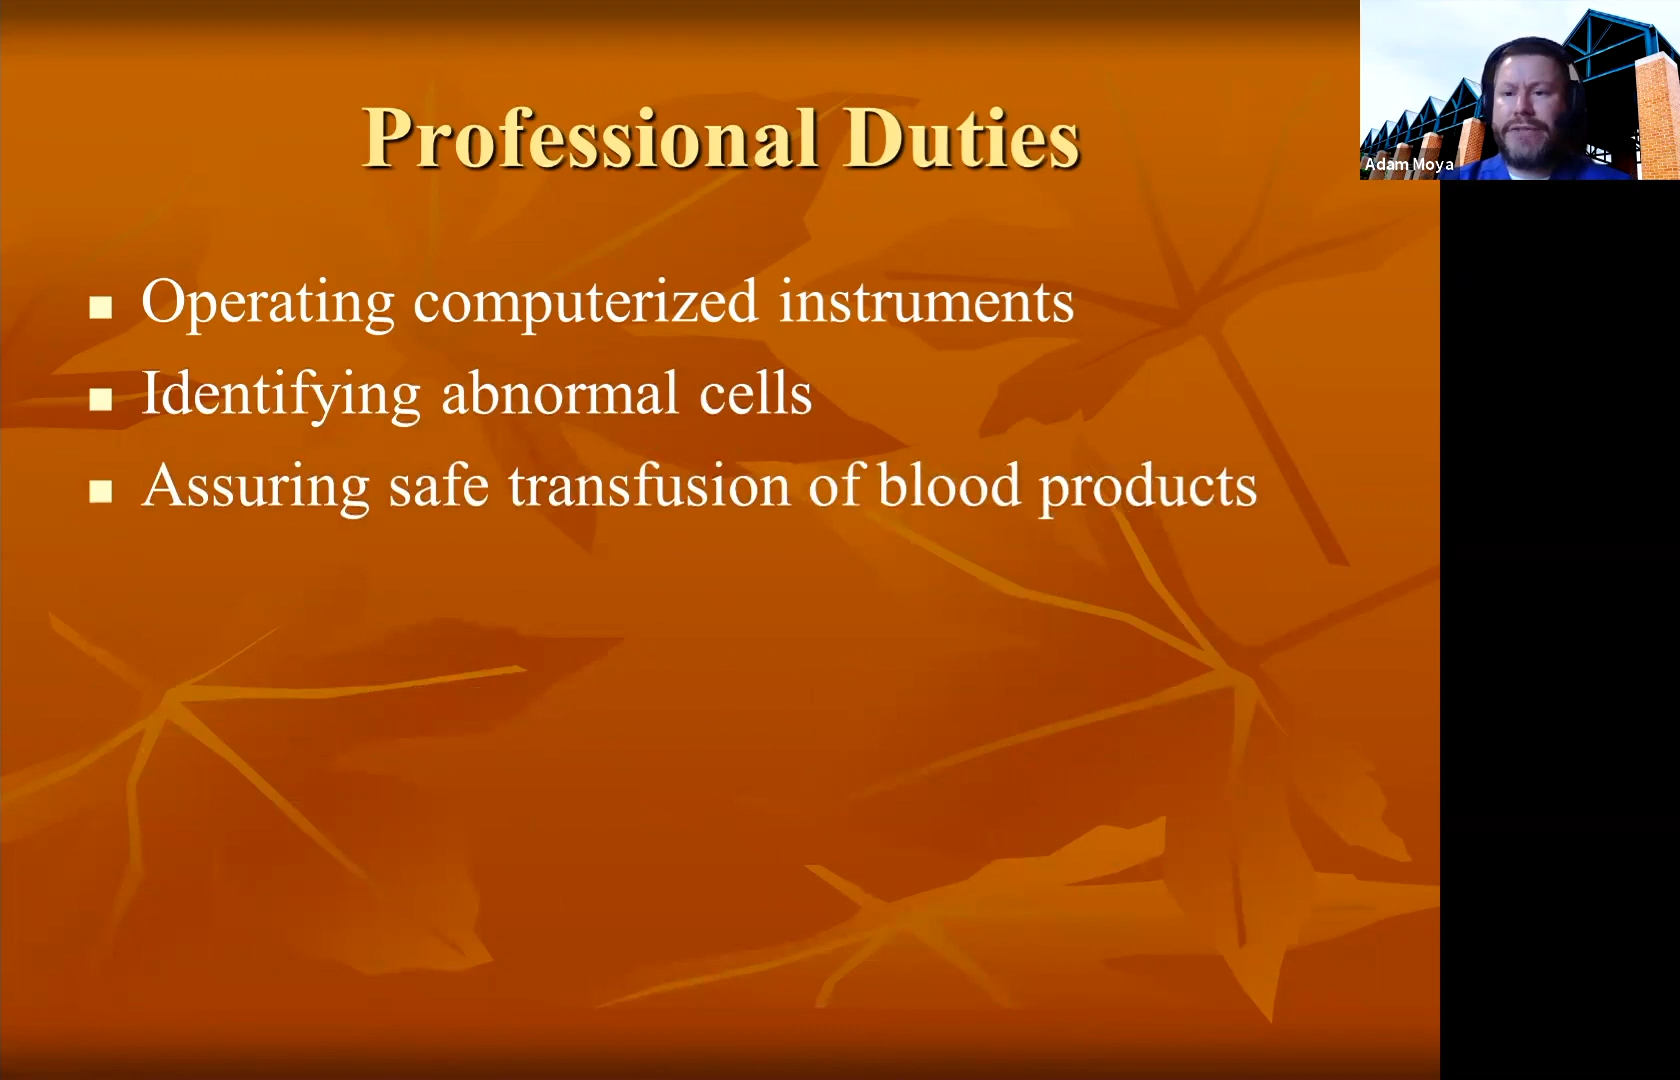 Professional Duties
Operating computerized instruments
Identifying abnormal cells
Assuring safe transfusion of blood products
Adam Moya